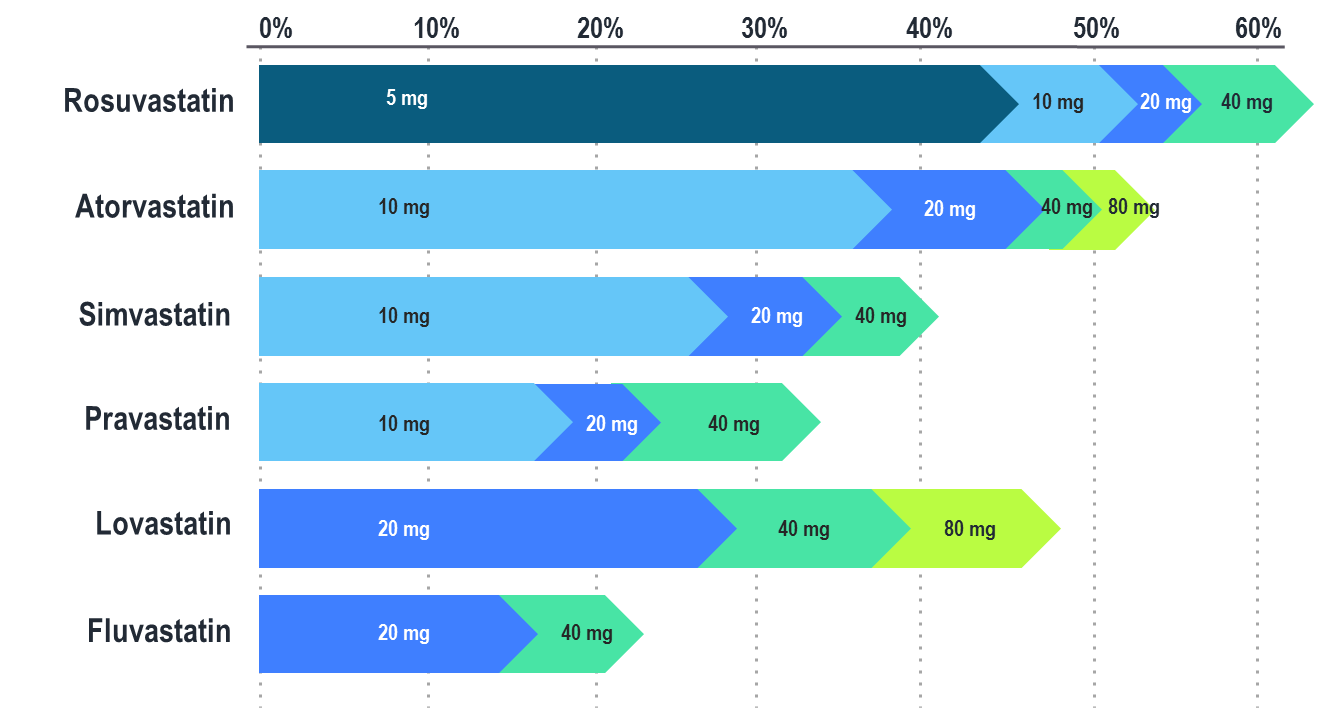 0% 10% 20% 30% 40% 50% 60%
Rosuvastatin 5 mg 10 mg 20 mg 40 mg
Atorvastatin 10 mg 20 mg 40 mg 80 mg
Simvastatin 10 mg 20 mg 40 mg
Pravastatin 10 mg 20 mg 40 mg
Lovastatin 20 mg 40 mg 80 mg
Fluvastatin 20 mg 40 mg